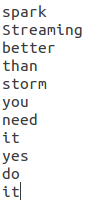 spark
Streaming
better
than
storm
you
need
it
yes
do
it